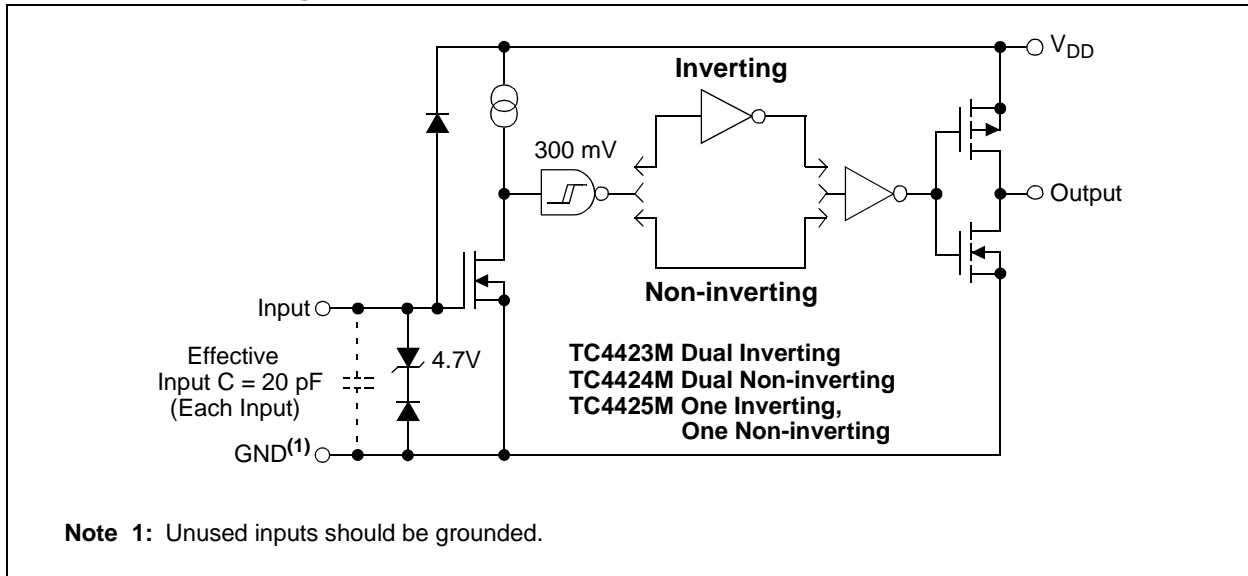 V_DD
Inverting
300 mV
Output
Non-inverting
Input
4.7V
Effective
Input C = 20 pF
(Each Input)
TC4423M Dual Inverting
TC4424M Dual Non-inverting
TC4425M One Inverting,
One Non-inverting
GND(1)
Note 1: Unused inputs should be grounded.